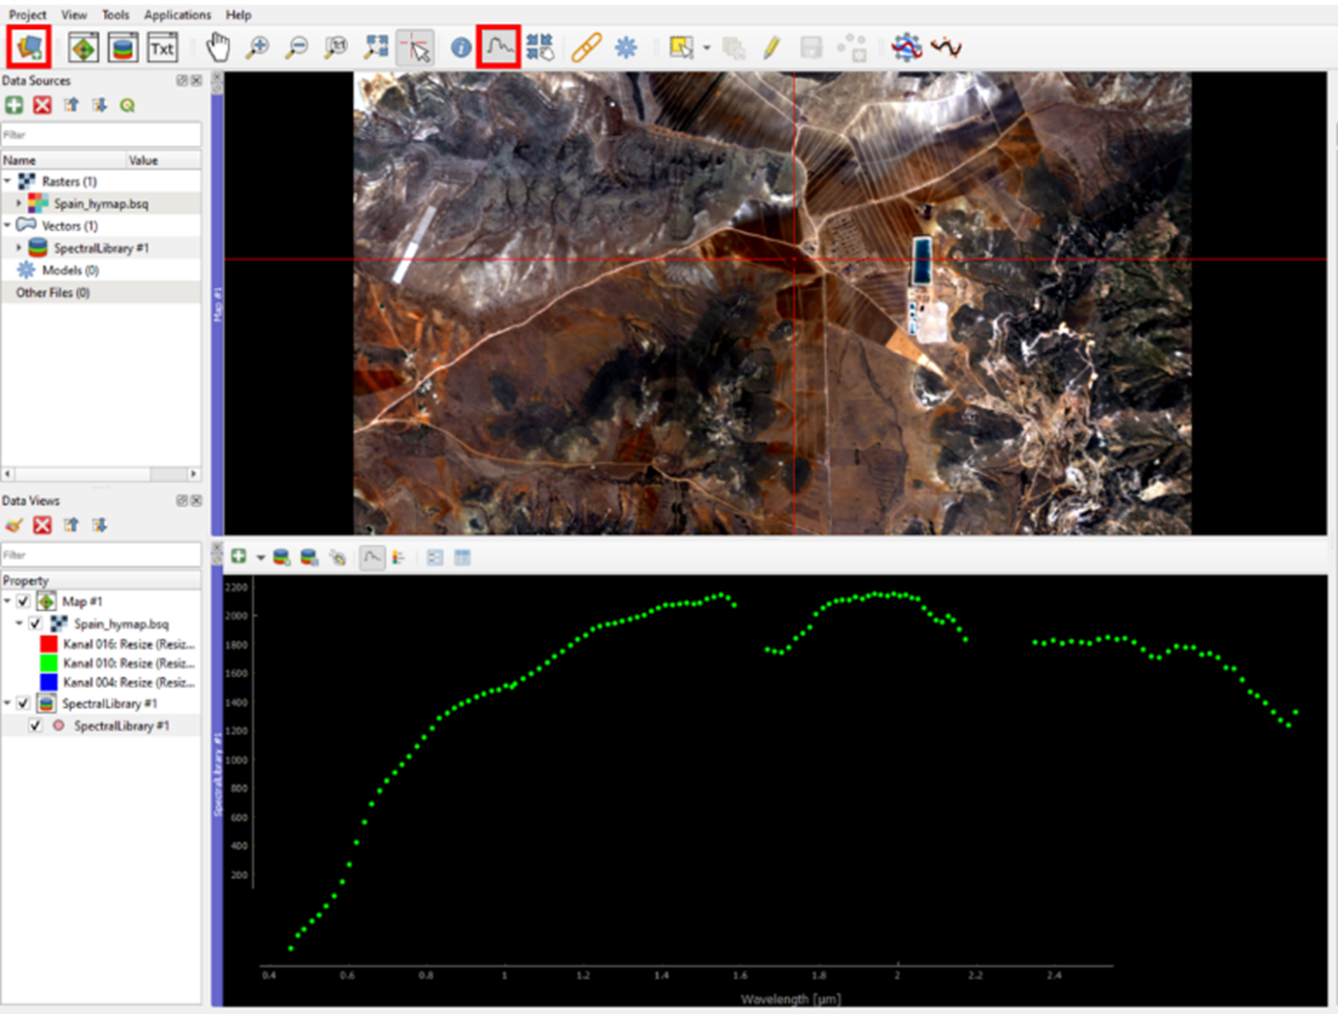 Project View Tools Applications Help
Txt
Data Sources
Filter
Name Value
Rasters (1)
Spain_hymap.bsq
Vectors (1)
SpectralLibrary #1
Models (0)
Other Files (0)
Map #1
Data Views
Filter
Property
Map #1
Spain_hymap.bsq
Kanal 016: Resize (Resiz...
Kanal 010: Resize (Resiz...
Kanal 004: Resize (Resiz...
SpectralLibrary #1
SpectralLibrary #1
SpectralLibrary #1
2200
2000
1800
1600
1400
1200
1000
800
600
400
200
0.4 0.6 0.8 1 1.2 1.4 1.6 1.8 2 2.2 2.4
Wavelength [µm]